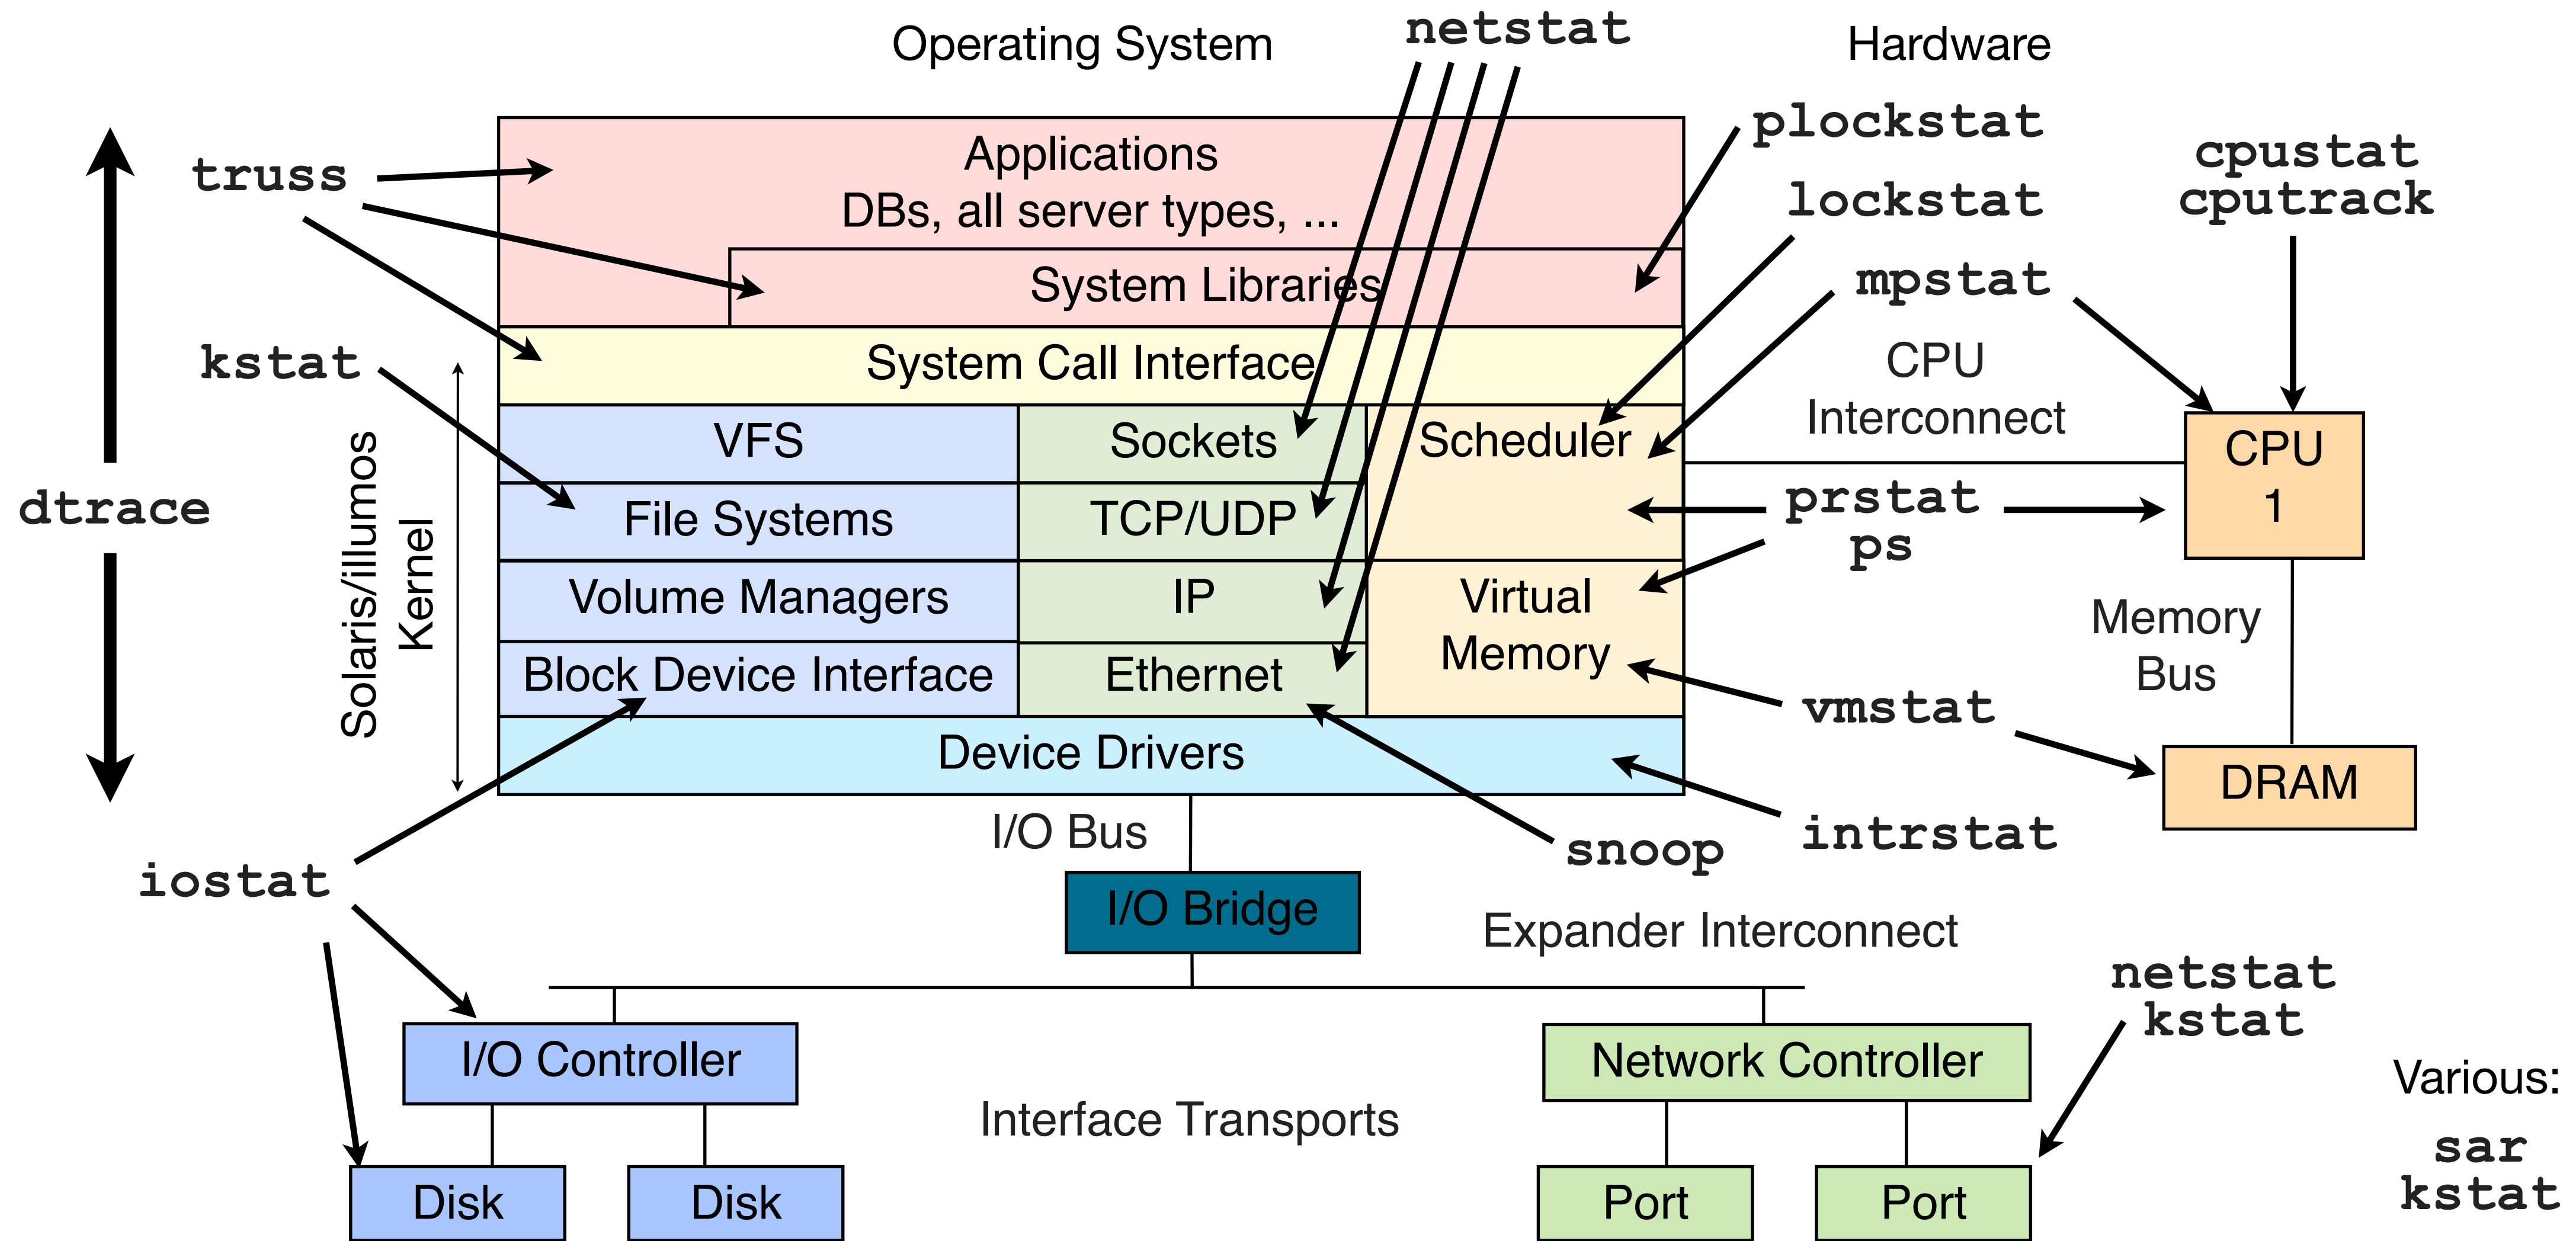 Operating System
netstat
Hardware
plockstat
cpustat
cputrack
truss
Applications
DBs, all server types, ...
lockstat
System Libraries
mpstat
kstat
System Call Interface
CPU
Interconnect
VFS
Sockets
Scheduler
CPU
1
dtrace
Solaris/illumos
Kernel
File Systems
TCP/UDP
prstat
ps
Volume Managers
IP
Virtual
Memory
Memory
Bus
Block Device Interface
Ethernet
vmstat
Device Drivers
DRAM
I/O Bus
snoop
intrstat
iostat
I/O Bridge
Expander Interconnect
netstat
kstat
I/O Controller
Network Controller
Interface Transports
Various:
sar
kstat
Disk
Disk
Port
Port